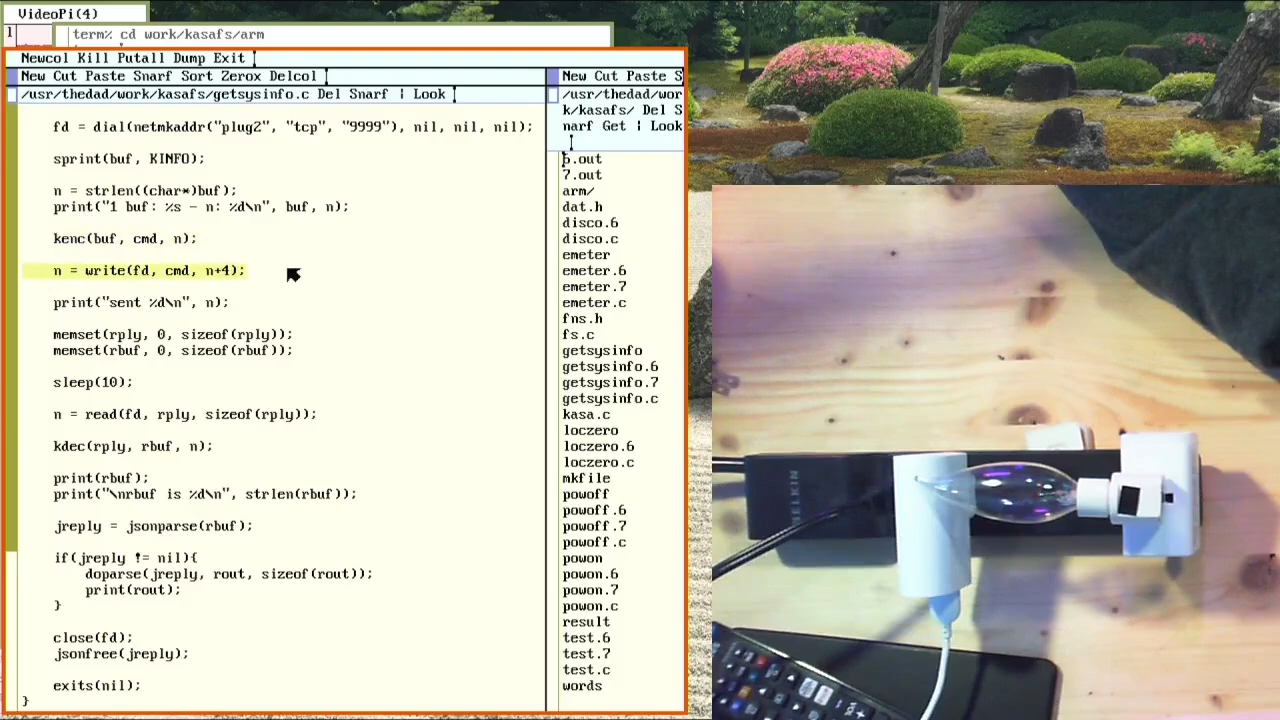 VideoPi(4)
1
term% cd work/kasafs/arm
Newcol Kill Putall Dump Exit
New Cut Paste Snarf Sort Zerox Delcol
/usr/thedad/work/kasafs/getsysinfo.c Del Snarf | Look
fd = dial(netmkaddr("plug2", "tcp", "9999"), nil, nil, nil);
sprint(buf, KINFO);
n = strlen((char*)buf);
print("1 buf: %s - n: %d\n", buf, n);
kenc(buf, cmd, n);
n = write(fd, cmd, n+4);
print("sent %d\n", n);
memset(rply, 0, sizeof(rply));
memset(rbuf, 0, sizeof(rbuf));
sleep(10);
n = read(fd, rply, sizeof(rply));
kdec(rply, rbuf, n);
print(rbuf);
print("\nrbuf is %d\n", strlen(rbuf));
jreply = jsonparse(rbuf);
if(jreply != nil){
doparse(jreply, rout, sizeof(rout));
print(rout);
}
close(fd);
jsonfree(jreply);
exits(nil);
}
New Cut Paste S
/usr/thedad/wor
k/kasafs/ Del S
narf Get | Look
6.out
7.out
arm/
dat.h
disco.6
disco.c
emeter
emeter.6
emeter.7
emeter.c
fns.h
fs.c
getsysinfo
getsysinfo.6
getsysinfo.7
getsysinfo.c
kasa.c
loczero
loczero.6
loczero.c
mkfile
powoff
powoff.6
powoff.7
powoff.c
powon
powon.6
powon.7
powon.c
result
test.6
test.7
test.c
words
BELKIN